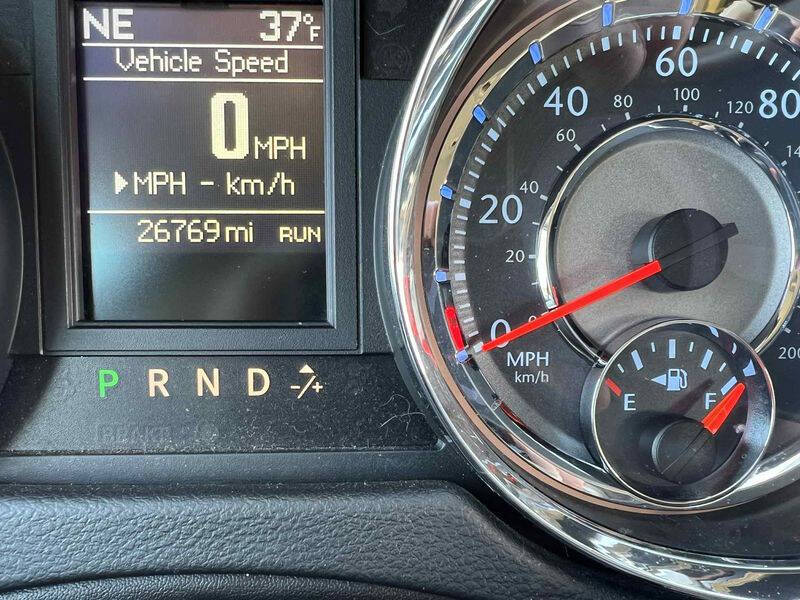 NE 37°F
Vehicle Speed
0 MPH
MPH - km/h
26769 mi RUN
P R N D -/+
0 20 40 60 80
20 40 60 80 100 120
200
MPH
km/h
E F